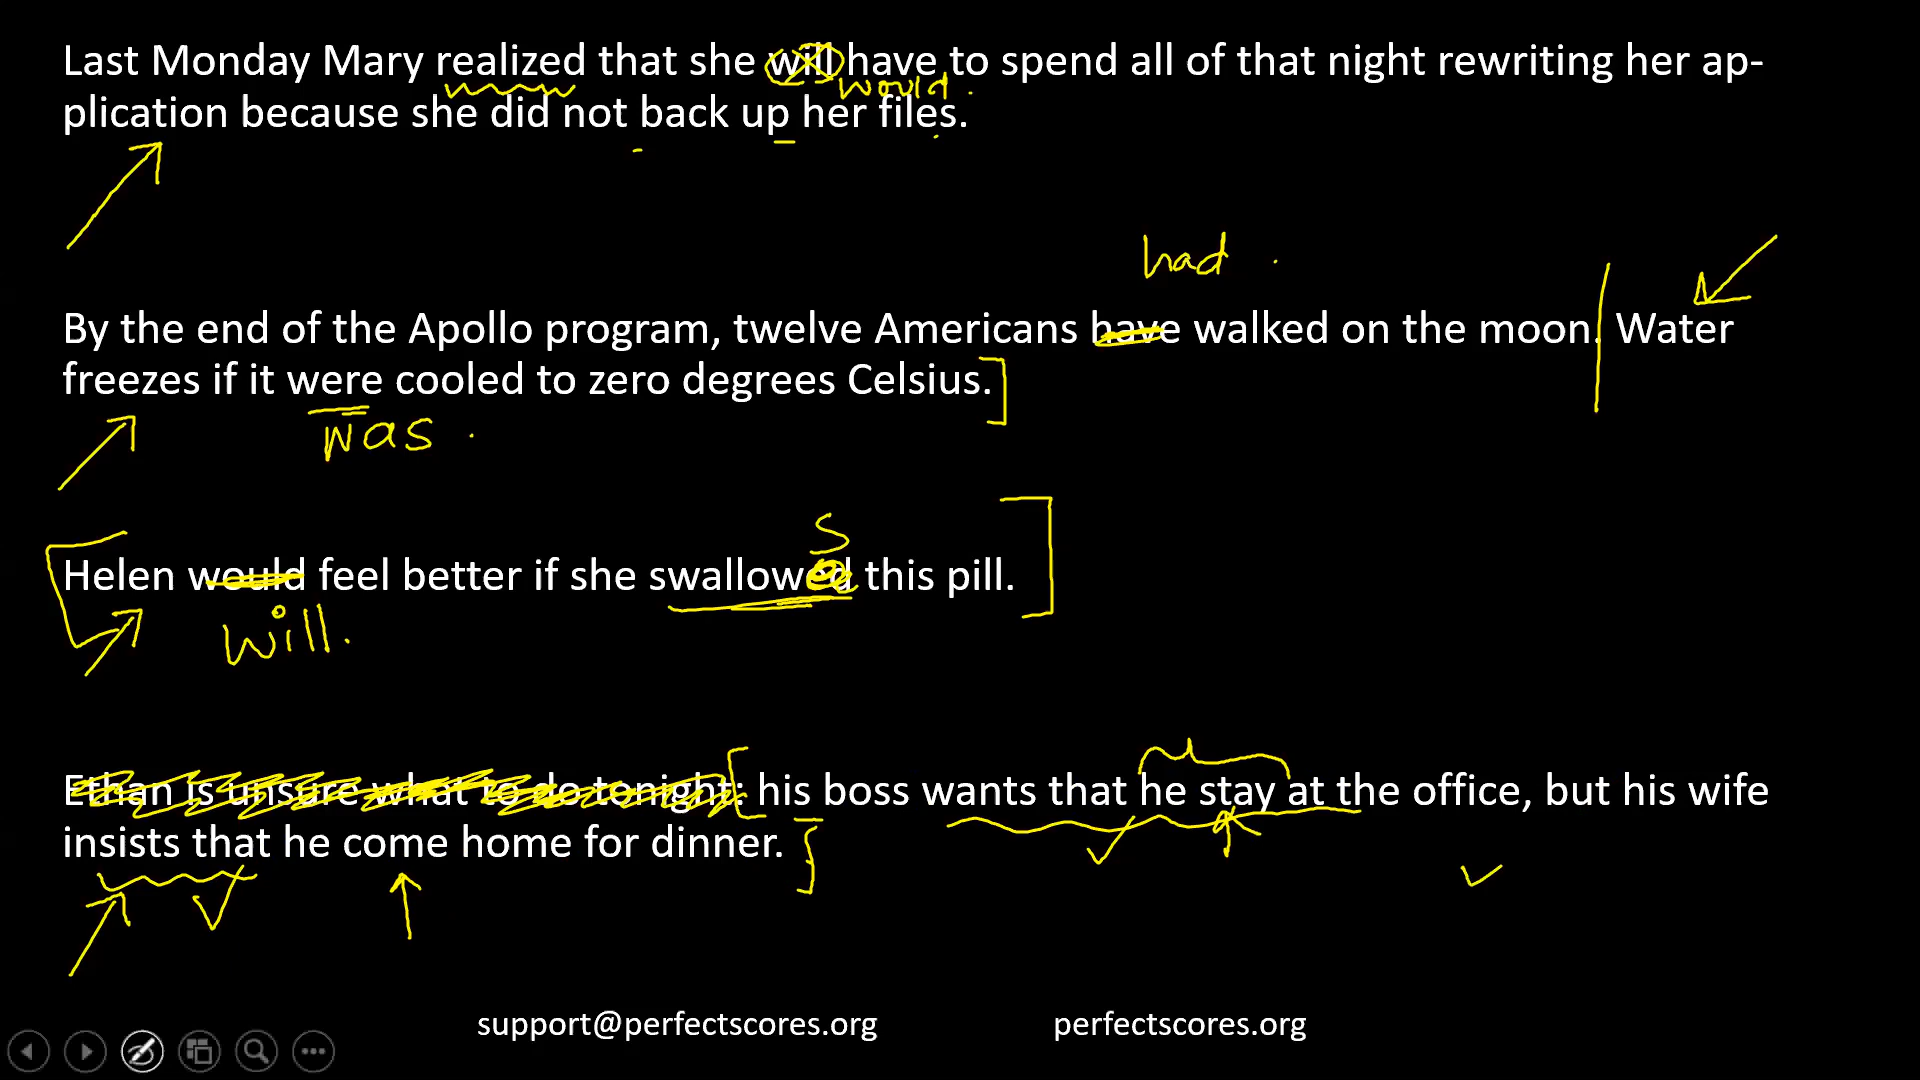 Last Monday Mary realized that she will have to spend all of that night rewriting her ap-
would.
plication because she did not back up her files.
had.
By the end of the Apollo program, twelve Americans have walked on the moon. Water
freezes if it were cooled to zero degrees Celsius.
was.
s
Helen would feel better if she swallowed this pill.
will.
Ethan is unsure what to do tonight: his boss wants that he stay at the office, but his wife
insists that he come home for dinner.
support@perfectscores.org perfectscores.org